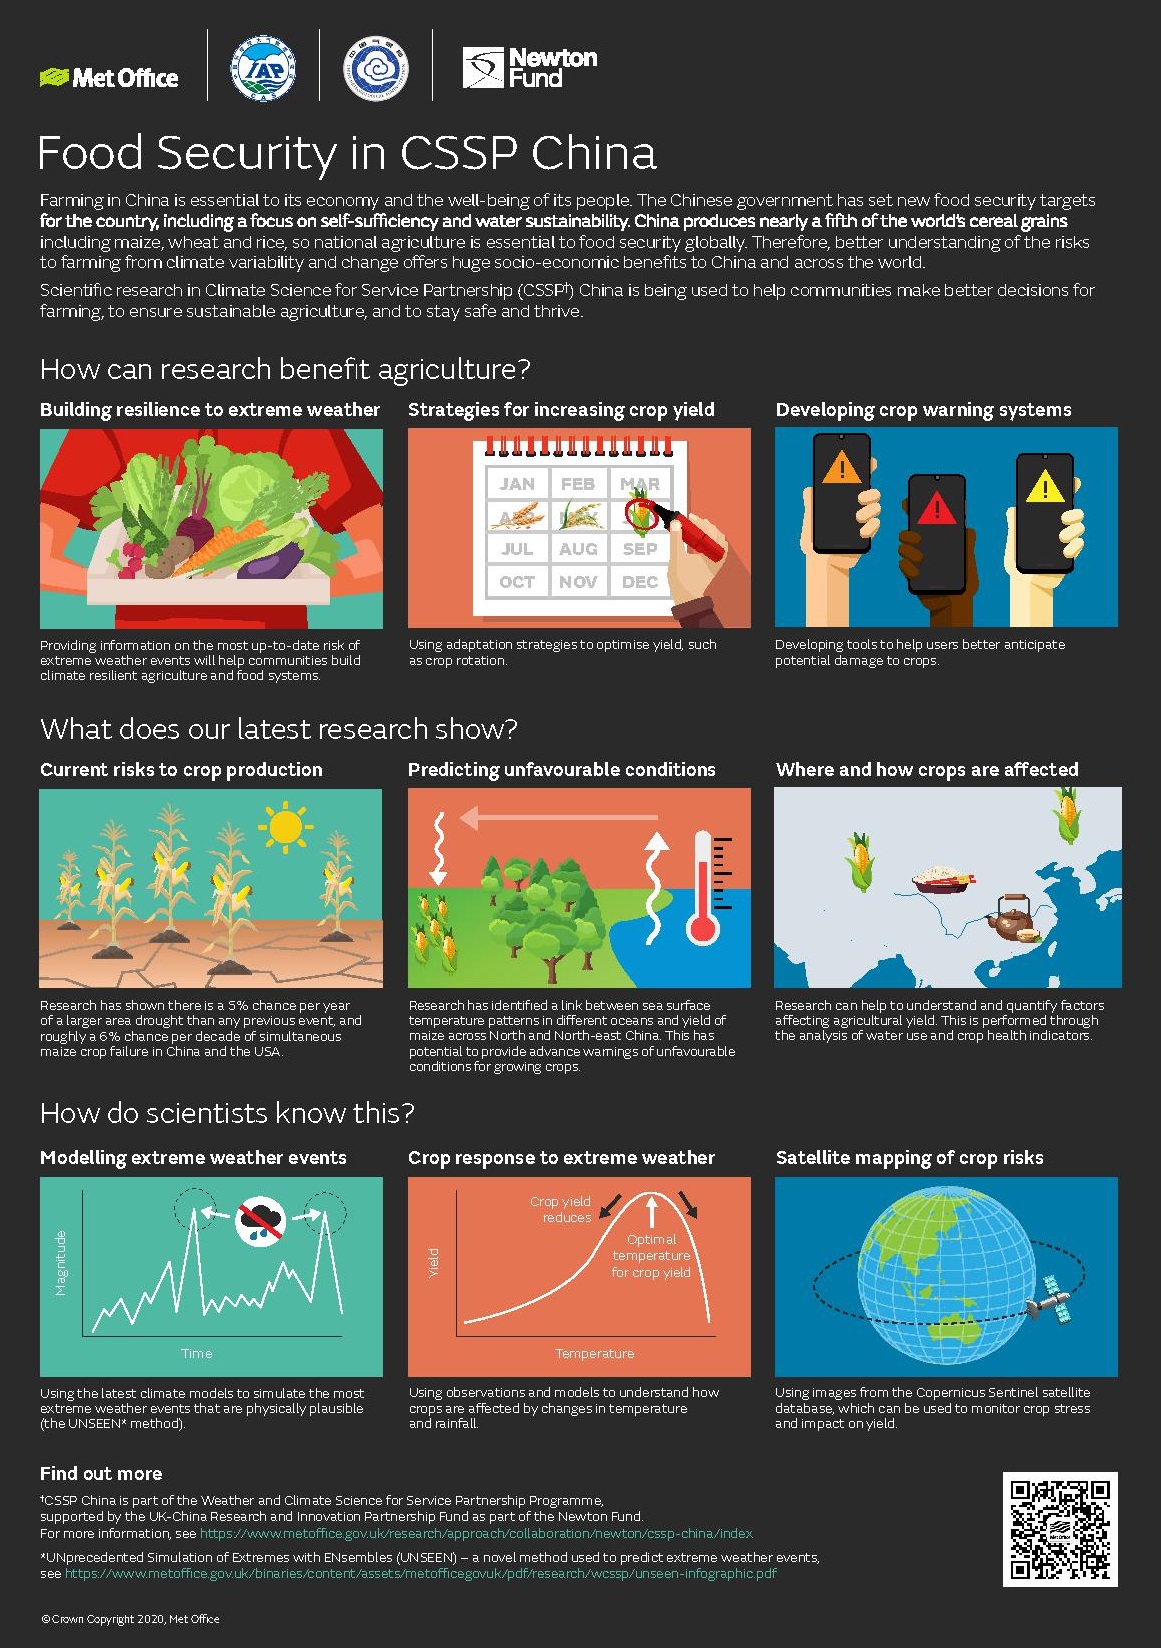 Met Office
IAP
Newton
Fund
Food Security in CSSP China
Farming in China is essential to its economy and the well-being of its people. The Chinese government has set new food security targets
for the country, including a focus on self-sufficiency and water sustainability. China produces nearly a fifth of the world's cereal grains
including maize, wheat and rice, so national agriculture is essential to food security globally. Therefore, better understanding of the risks
to farming from climate variability and change offers huge socio-economic benefits to China and across the world.
Scientific research in Climate Science for Service Partnership (CSSP†) China is being used to help communities make better decisions for
farming, to ensure sustainable agriculture, and to stay safe and thrive.
How can research benefit agriculture?
Building resilience to extreme weather
Providing information on the most up-to-date risk of
extreme weather events will help communities build
climate resilient agriculture and food systems.
Strategies for increasing crop yield
JAN FEB MAR
JUL AUG SEP
OCT NOV DEC
Using adaptation strategies to optimise yield, such
as crop rotation.
Developing crop warning systems
Developing tools to help users better anticipate
potential damage to crops.
What does our latest research show?
Current risks to crop production
Research has shown there is a 5% chance per year
of a larger area drought than any previous event, and
roughly a 6% chance per decade of simultaneous
maize crop failure in China and the USA.
Predicting unfavourable conditions
Research has identified a link between sea surface
temperature patterns in different oceans and yield of
maize across North and North-east China. This has
potential to provide advance warnings of unfavourable
conditions for growing crops.
Where and how crops are affected
Research can help to understand and quantify factors
affecting agricultural yield. This is performed through
the analysis of water use and crop health indicators.
How do scientists know this?
Modelling extreme weather events
Magnitude
Time
Using the latest climate models to simulate the most
extreme weather events that are physically plausible
(the UNSEEN* method).
Crop response to extreme weather
Crop yield
reduces
Optimal
temperature
for crop yield
Yield
Temperature
Using observations and models to understand how
crops are affected by changes in temperature
and rainfall.
Satellite mapping of crop risks
Using images from the Copernicus Sentinel satellite
database, which can be used to monitor crop stress
and impact on yield.
Find out more
†CSSP China is part of the Weather and Climate Science for Service Partnership Programme,
supported by the UK-China Research and Innovation Partnership Fund as part of the Newton Fund.
For more information, see https://www.metoffice.gov.uk/research/approach/collaboration/newton/cssp-china/index
*UNprecedented Simulation of Extremes with ENsembles (UNSEEN) – a novel method used to predict extreme weather events,
see https://www.metoffice.gov.uk/binaries/content/assets/metofficegovuk/pdf/research/wcssp/unseen-infographic.pdf
Met Office
© Crown Copyright 2020, Met Office